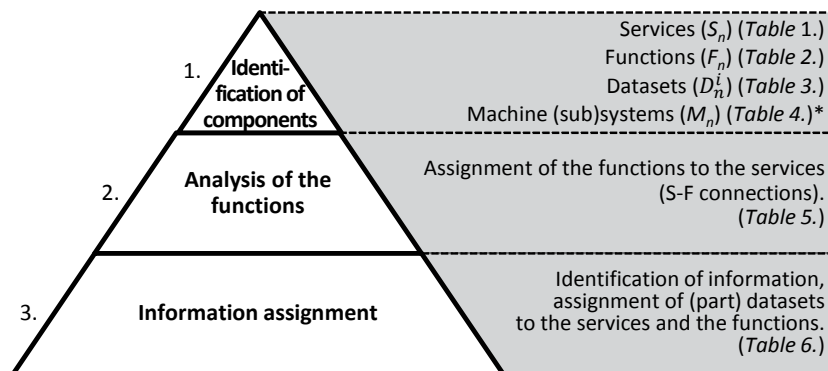 1.
Identi-
fication of
components
Services (Sₙ) (Table 1.)
Functions (Fₙ) (Table 2.)
Datasets (Dₙⁱ) (Table 3.)
Machine (sub)systems (Mₙ) (Table 4.)*
2.
Analysis of the
functions
Assignment of the functions to the services
(S-F connections).
(Table 5.)
3.
Information assignment
Identification of information,
assignment of (part) datasets
to the services and the functions.
(Table 6.)